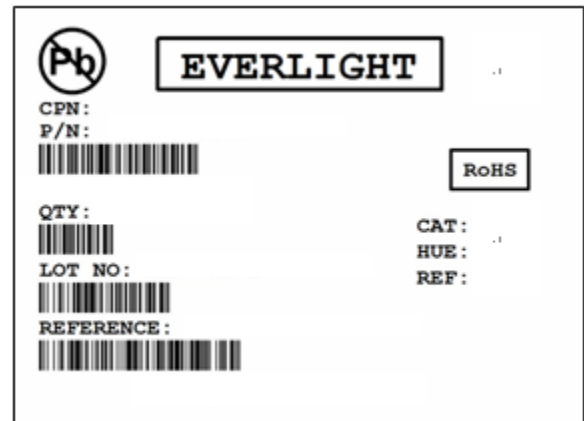 Pb
EVERLIGHT
CPN:
P/N:
RoHS
QTY:
CAT:
HUE:
LOT NO:
REF:
REFERENCE: